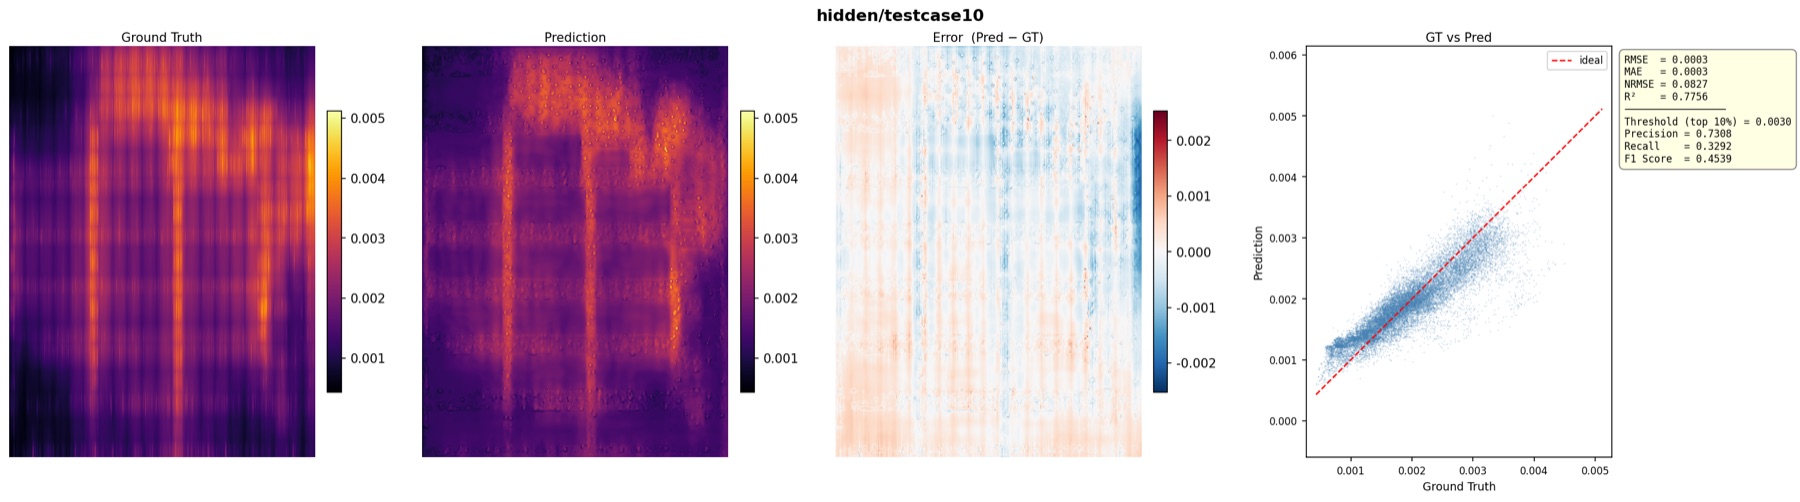 hidden/testcase10
Ground Truth
0.005
0.004
0.003
0.002
0.001
Prediction
0.005
0.004
0.003
0.002
0.001
Error  (Pred − GT)
0.002
0.001
0.000
-0.001
-0.002
GT vs Pred
ideal
Prediction
0.006
0.005
0.004
0.003
0.002
0.001
0.000
0.001 0.002 0.003 0.004 0.005
Ground Truth
RMSE  = 0.0003
MAE   = 0.0003
NRMSE = 0.0827
R²    = 0.7756
Threshold (top 10%) = 0.0030
Precision = 0.7308
Recall    = 0.3292
F1 Score  = 0.4539